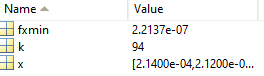 Name Value
fxmin 2.2137e-07
k 94
x [2.1400e-04,2.1200e-0...